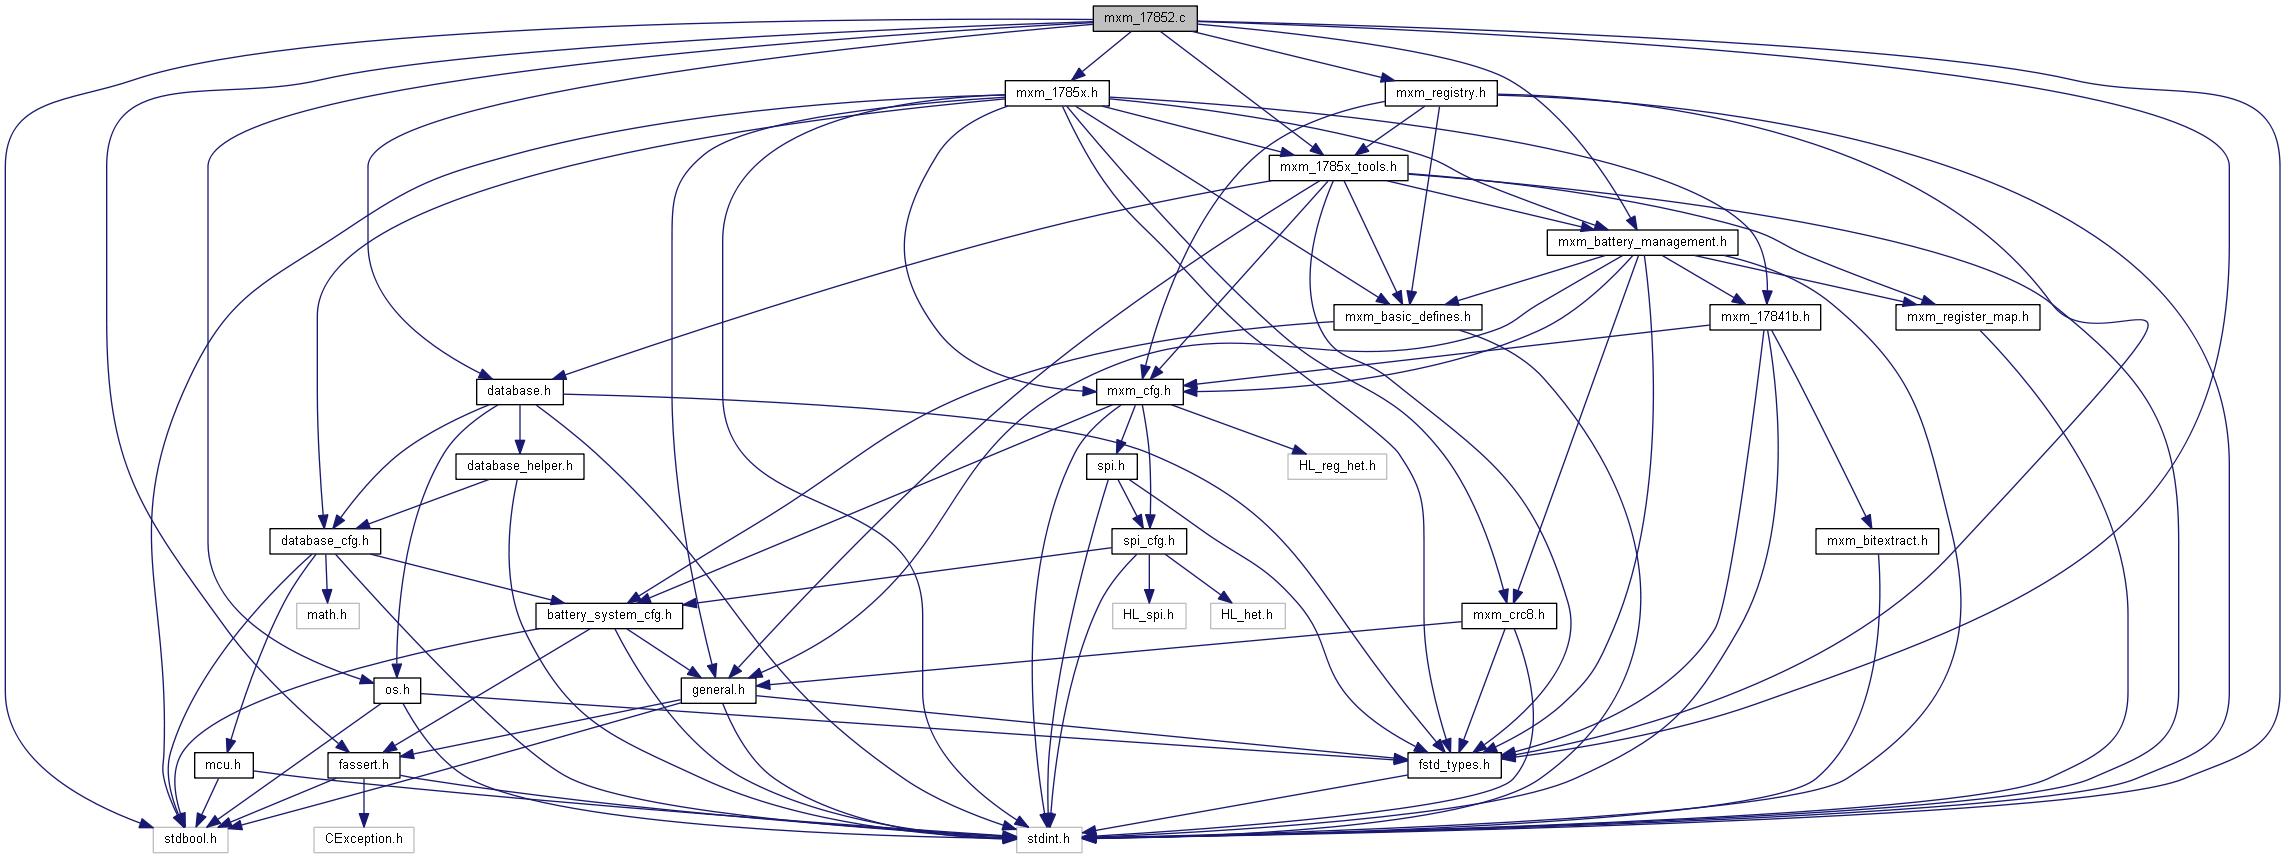 mxm_17852.c
mxm_1785x.h
mxm_registry.h
mxm_1785x_tools.h
mxm_battery_management.h
mxm_basic_defines.h
mxm_17841b.h
mxm_register_map.h
database.h
mxm_cfg.h
database_helper.h
spi.h
HL_reg_het.h
database_cfg.h
spi_cfg.h
mxm_bitextract.h
math.h
battery_system_cfg.h
HL_spi.h
HL_het.h
mxm_crc8.h
os.h
general.h
mcu.h
fassert.h
fstd_types.h
stdbool.h
CException.h
stdint.h